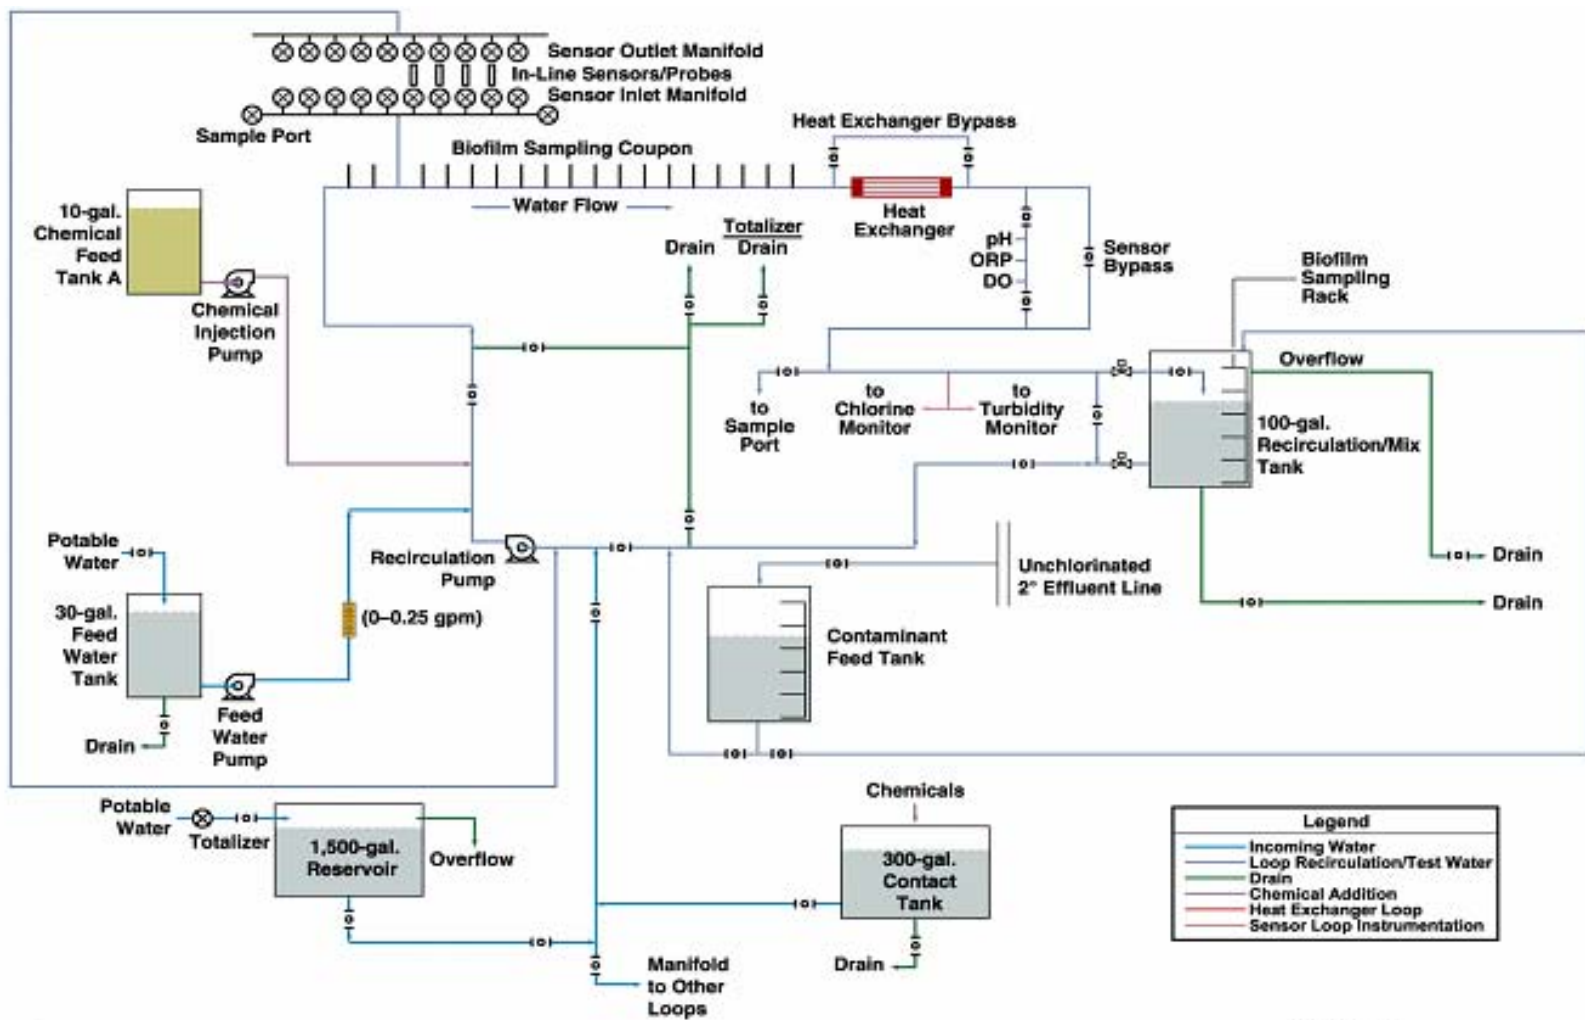 Sensor Outlet Manifold
In-Line Sensors/Probes
Sensor Inlet Manifold
Sample Port
Biofilm Sampling Coupon
Water Flow
Heat Exchanger Bypass
Heat
Exchanger
10-gal.
Chemical
Feed
Tank A
Chemical
Injection
Pump
Drain
Totalizer
Drain
pH
ORP
DO
Sensor
Bypass
Biofilm
Sampling
Rack
Overflow
to
Sample
Port
to
Chlorine
Monitor
to
Turbidity
Monitor
100-gal.
Recirculation/Mix
Tank
Potable
Water
Recirculation
Pump
30-gal.
Feed
Water
Tank
(0–0.25 gpm)
Feed
Water
Pump
Drain
Unchlorinated
2° Effluent Line
Drain
Drain
Contaminant
Feed Tank
Potable
Water
Totalizer
1,500-gal.
Reservoir
Overflow
Chemicals
300-gal.
Contact
Tank
Drain
Manifold
to Other
Loops
Legend
Incoming Water
Loop Recirculation/Test Water
Drain
Chemical Addition
Heat Exchanger Loop
Sensor Loop Instrumentation